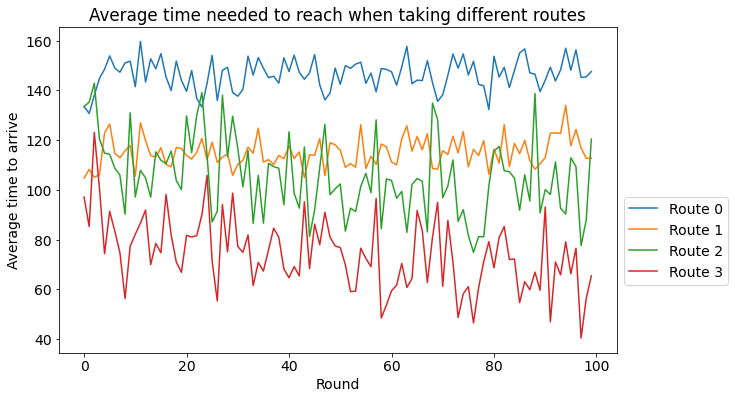 Average time needed to reach when taking different routes
Average time to arrive
160
140
120
100
80
60
40
0
20
40
60
80
100
Round
Route 0
Route 1
Route 2
Route 3